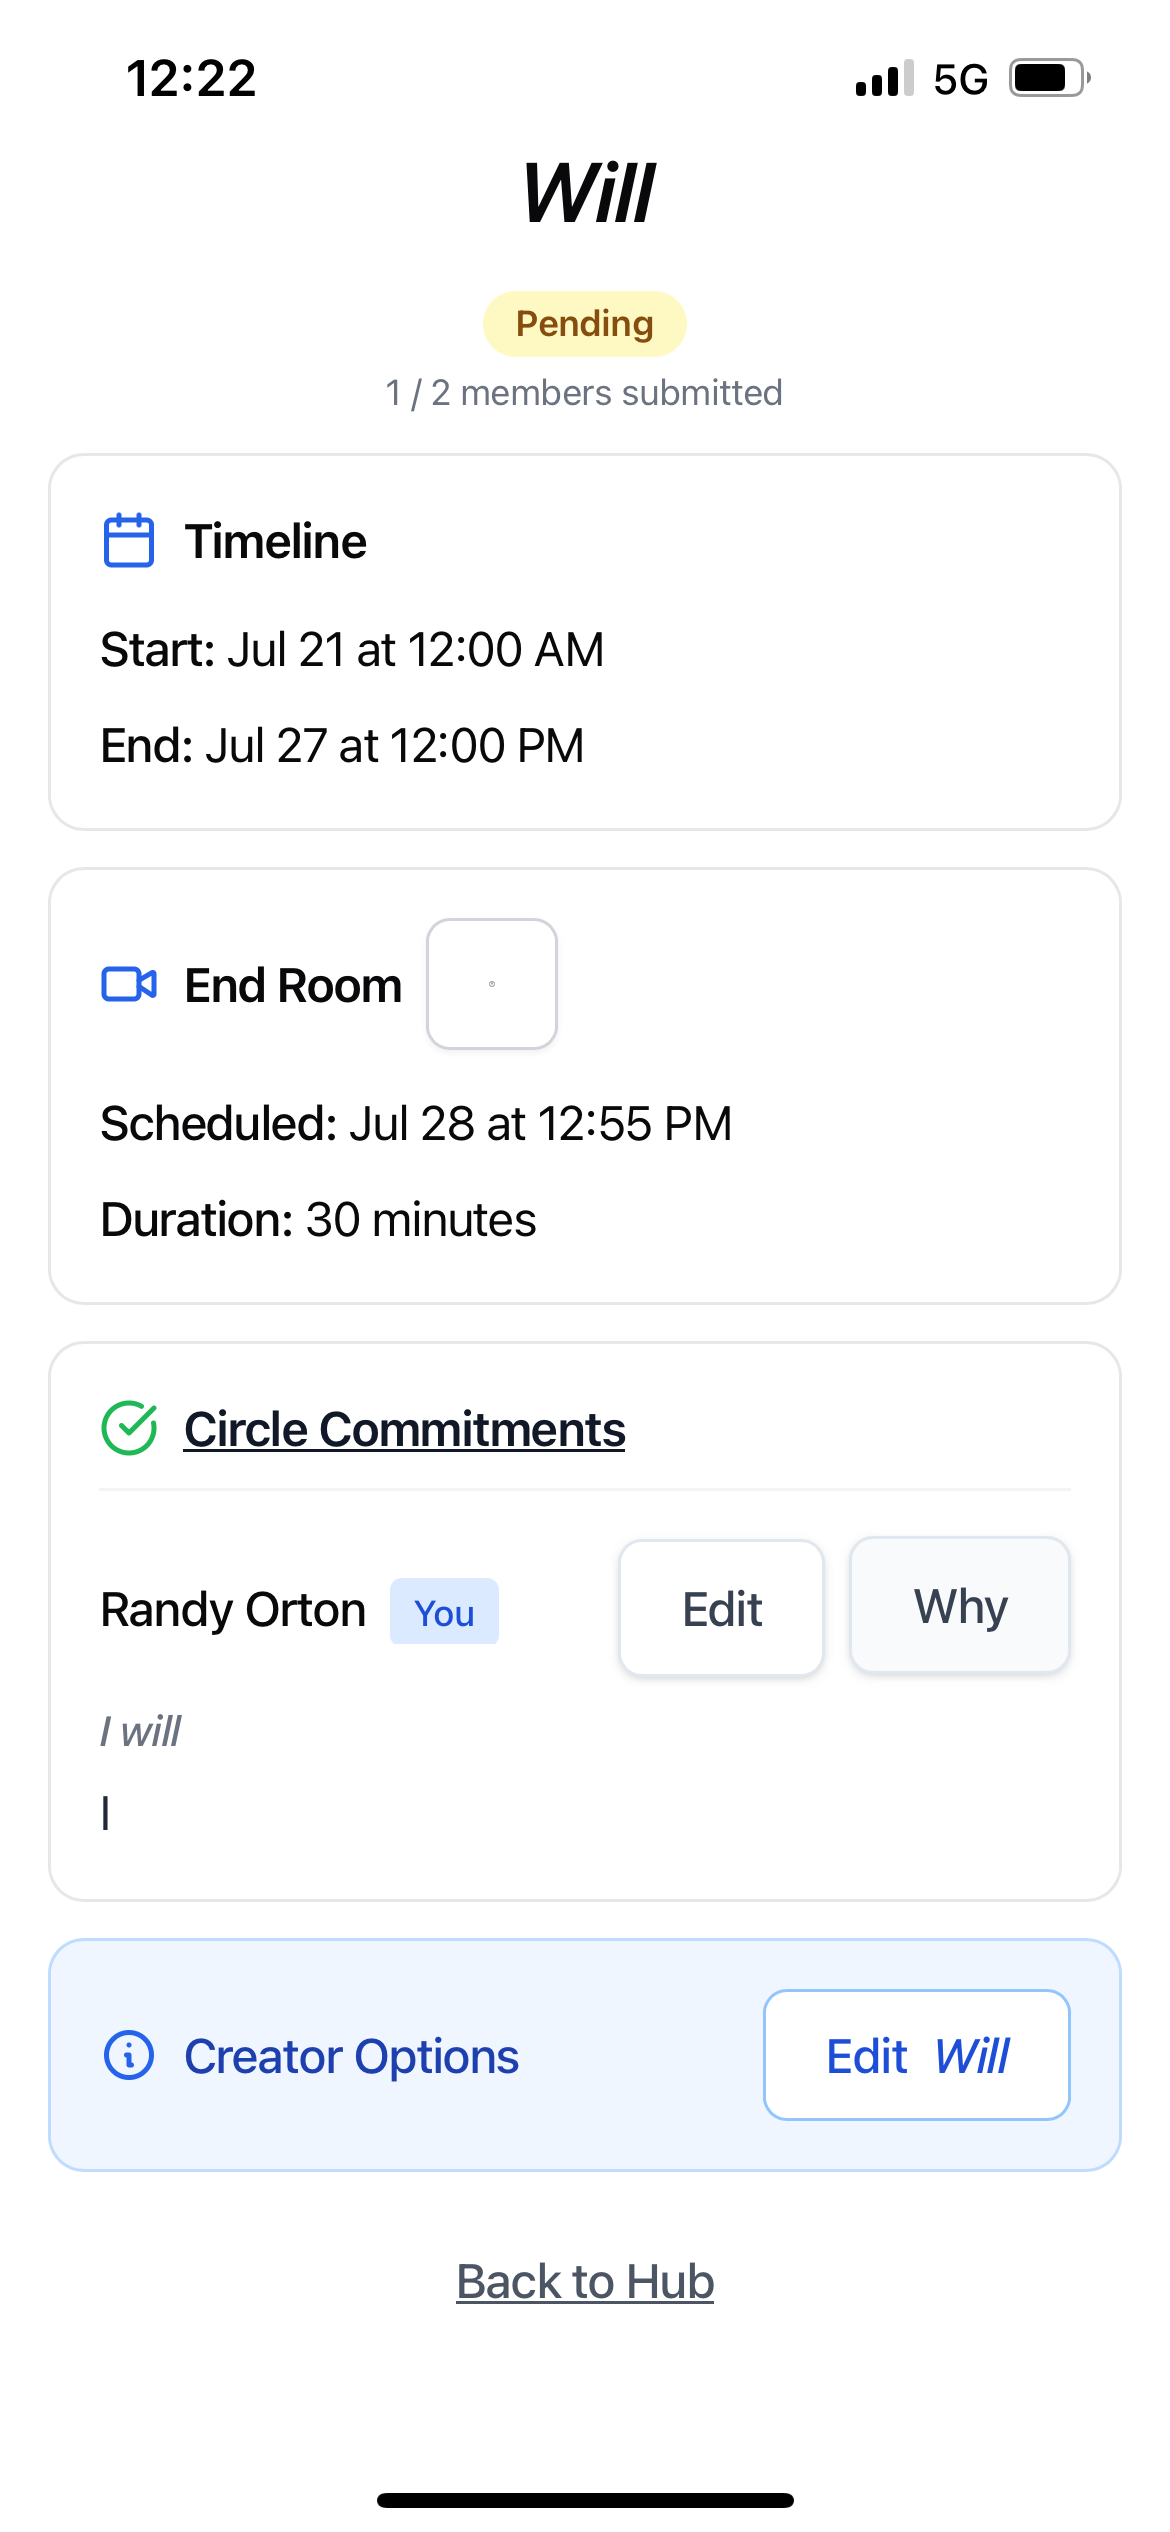 12:22 5G
Will
Pending
1 / 2 members submitted
Timeline
Start: Jul 21 at 12:00 AM
End: Jul 27 at 12:00 PM
End Room
Scheduled: Jul 28 at 12:55 PM
Duration: 30 minutes
Circle Commitments
Randy Orton You Edit Why
I will
I
Creator Options Edit Will
Back to Hub